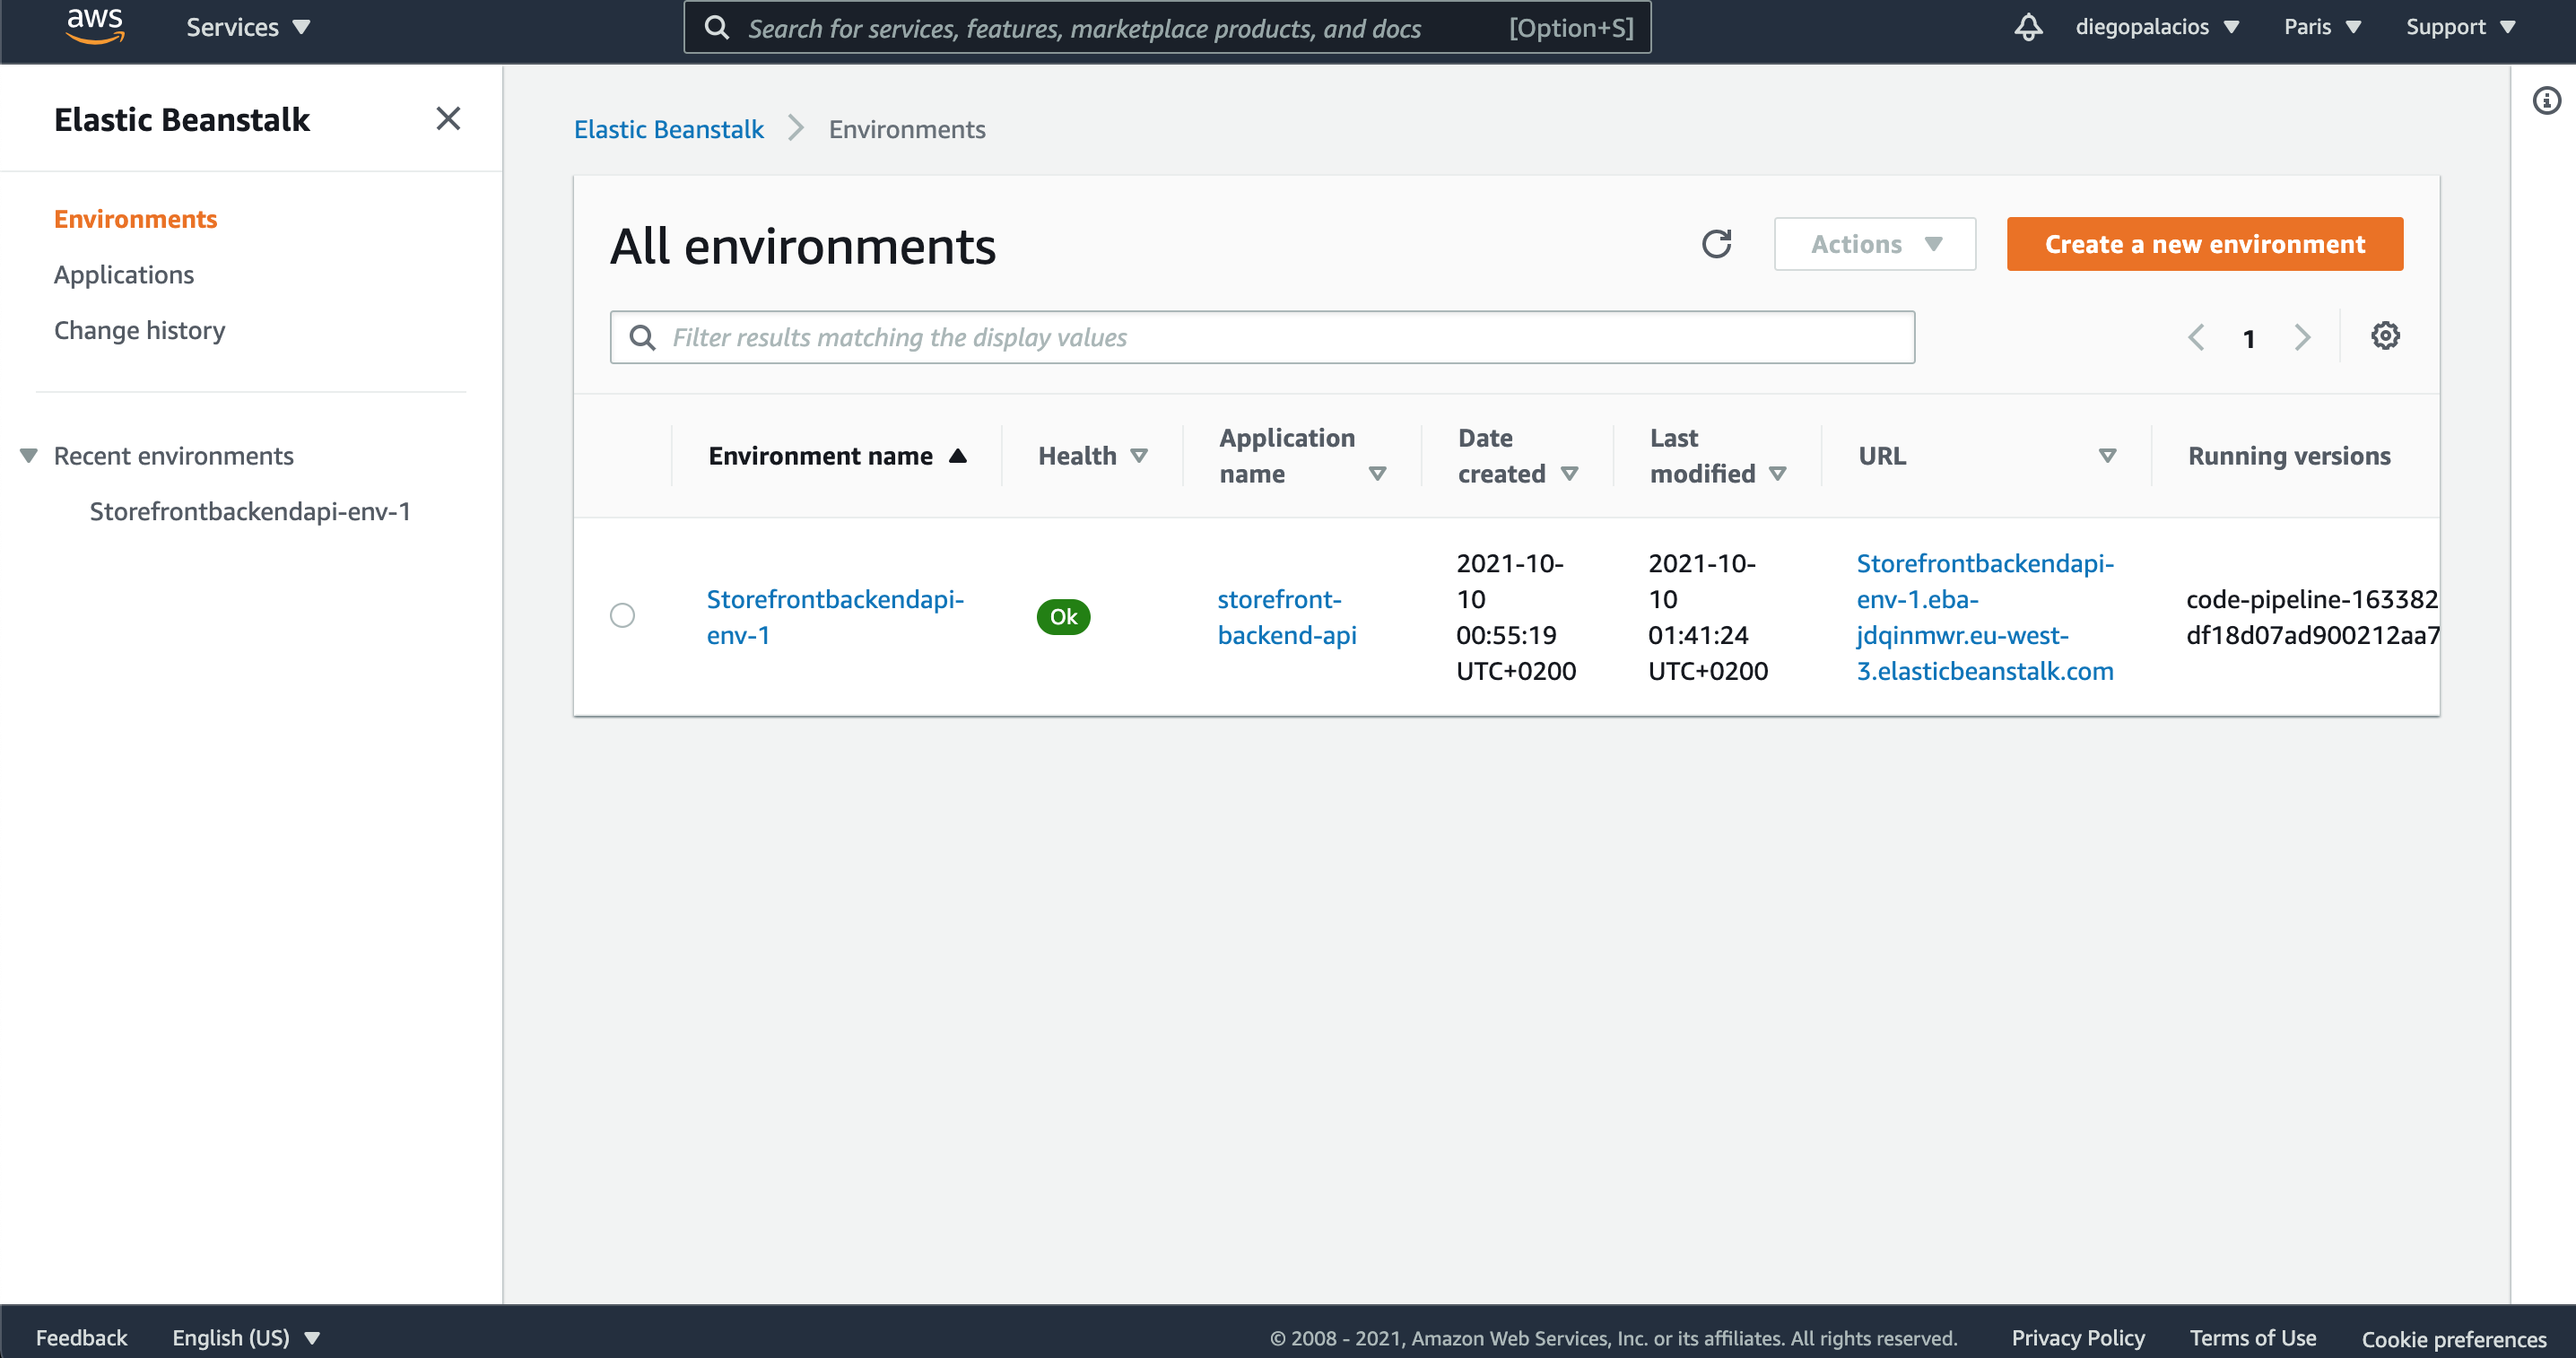 aws
Services
Search for services, features, marketplace products, and docs
[Option+S]
diegopalacios
Paris
Support
Elastic Beanstalk
Environments
Applications
Change history
Recent environments
Storefrontbackendapi-env-1
Elastic Beanstalk
Environments
All environments
Actions
Create a new environment
Filter results matching the display values
1
Environment name
Health
Application
name
Date
created
Last
modified
URL
Running versions
Storefrontbackendapi-
env-1
Ok
storefront-
backend-api
2021-10-
10
00:55:19
UTC+0200
2021-10-
10
01:41:24
UTC+0200
Storefrontbackendapi-
env-1.eba-
jdqinmwr.eu-west-
3.elasticbeanstalk.com
code-pipeline-163382
df18d07ad900212aa7
Feedback
English (US)
© 2008 - 2021, Amazon Web Services, Inc. or its affiliates. All rights reserved.
Privacy Policy
Terms of Use
Cookie preferences